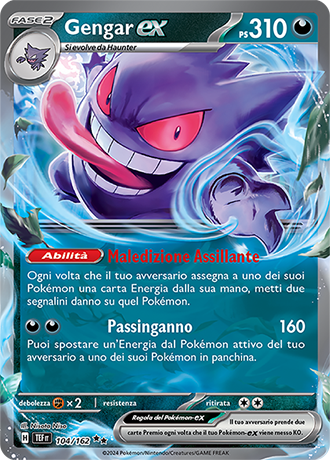 FASE2
Gengar ex
PS310
Si evolve da Haunter
Abilità Maledizione Assillante
Ogni volta che il tuo avversario assegna a uno dei suoi
Pokémon una carta Energia dalla sua mano, metti due
segnalini danno su quel Pokémon.
Passinganno 160
Puoi spostare un'Energia dal Pokémon attivo del tuo
avversario a uno dei suoi Pokémon in panchina.
debolezza ×2 resistenza ritirata
Regola dei Pokémon-ex
Il tuo avversario prende due
carte Premio ogni volta che il tuo Pokémon-ex viene messo KO.
H TEF IT 104/162
©2024 Pokémon/Nintendo/Creatures/GAME FREAK